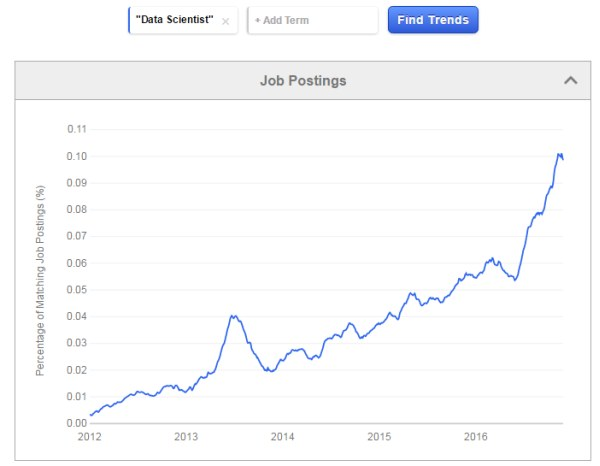 "Data Scientist" ×
+ Add Term
Find Trends
Job Postings
Percentage of Matching Job Postings (%)
0.11
0.10
0.09
0.08
0.07
0.06
0.05
0.04
0.03
0.02
0.01
0.00
2012 2013 2014 2015 2016